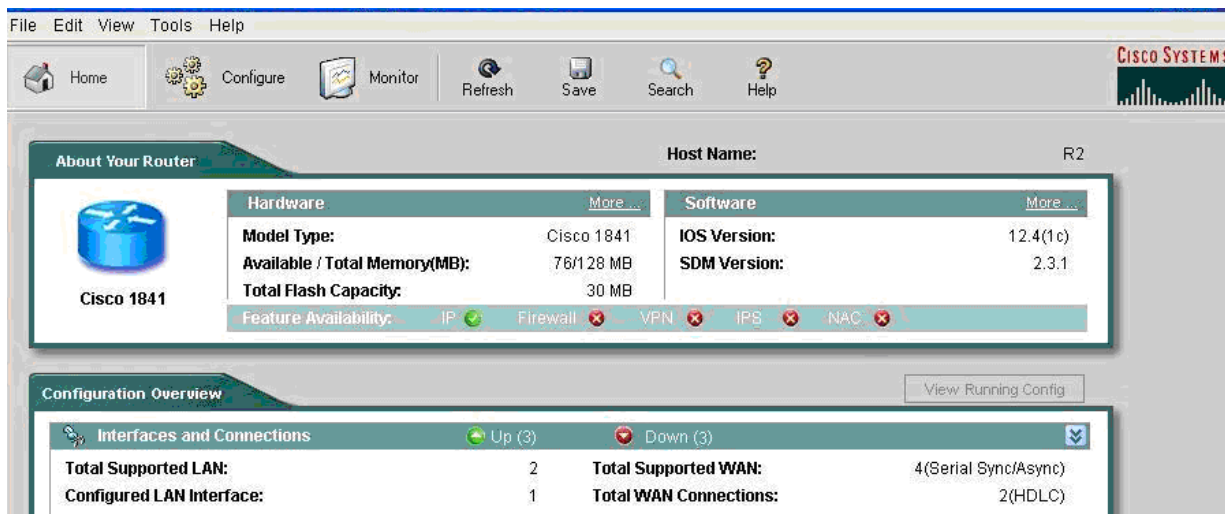 File Edit View Tools Help
Home Configure Monitor Refresh Save Search Help
CISCO SYSTEMS
About Your Router Host Name: R2
Hardware More ... Software More ...
Model Type: Cisco 1841 IOS Version: 12.4(1c)
Available / Total Memory(MB): 76/128 MB SDM Version: 2.3.1
Total Flash Capacity: 30 MB
Cisco 1841
Feature Availability: IP Firewall VPN IPS NAC
Configuration Overview View Running Config
Interfaces and Connections Up (3) Down (3)
Total Supported LAN: 2 Total Supported WAN: 4(Serial Sync/Async)
Configured LAN Interface: 1 Total WAN Connections: 2(HDLC)